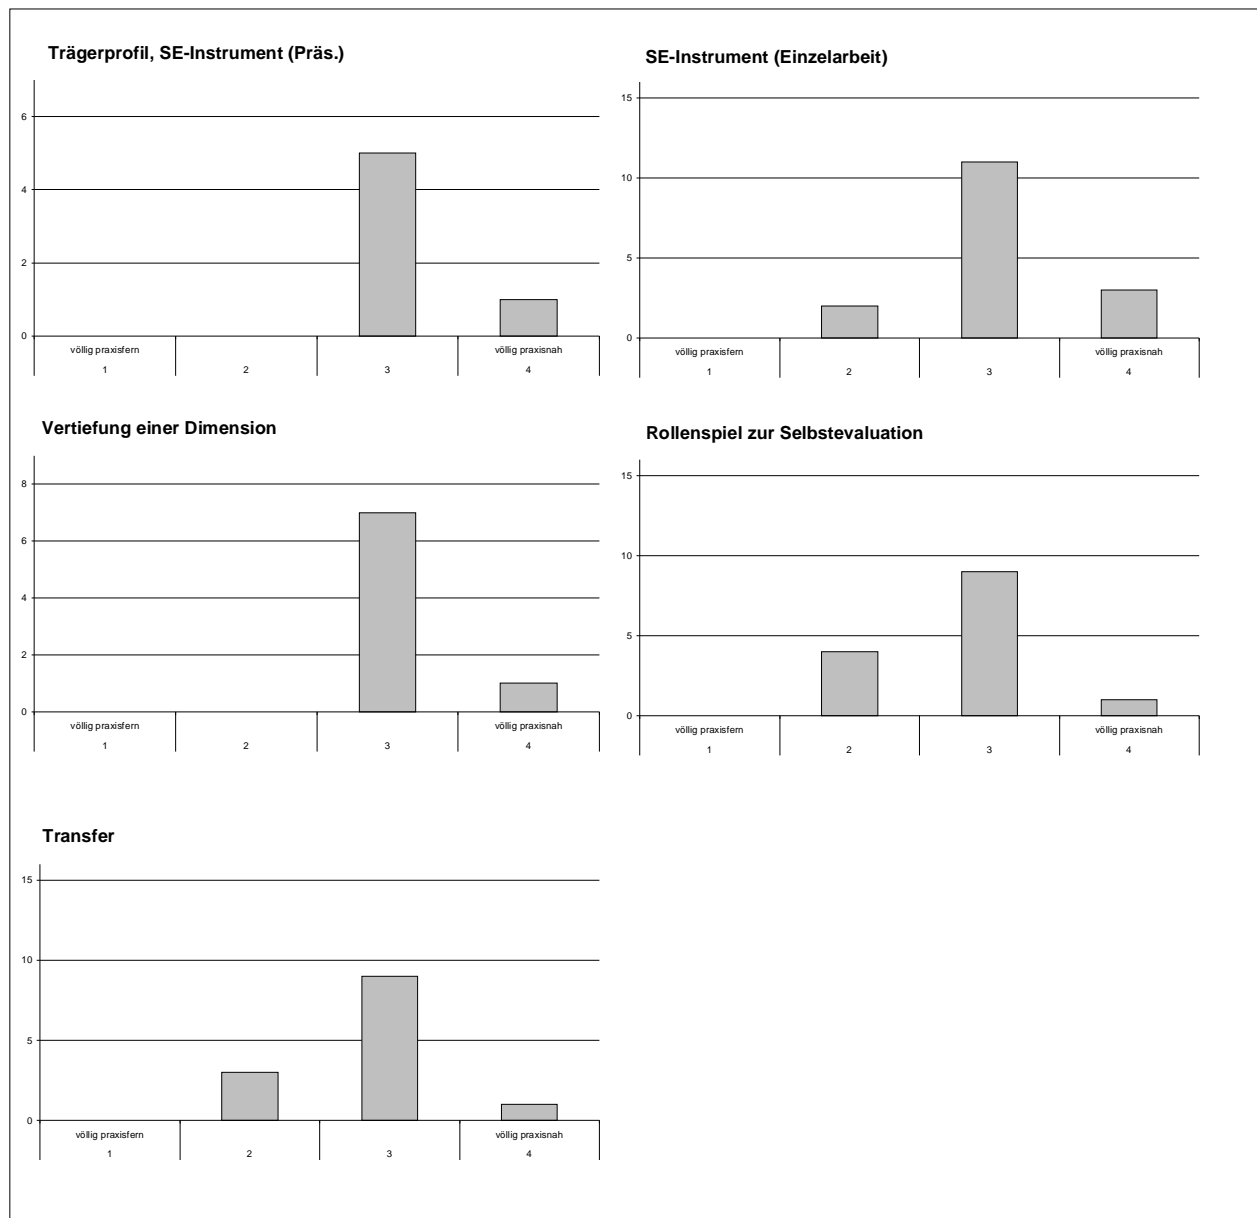 Trägerprofil, SE-Instrument (Präs.)
6
4
2
0
völlig praxisfern
völlig praxisnah
1
2
3
4
SE-Instrument (Einzelarbeit)
15
10
5
0
völlig praxisfern
völlig praxisnah
1
2
3
4
Vertiefung einer Dimension
8
6
4
2
0
völlig praxisfern
völlig praxisnah
1
2
3
4
Rollenspiel zur Selbstevaluation
15
10
5
0
völlig praxisfern
völlig praxisnah
1
2
3
4
Transfer
15
10
5
0
völlig praxisfern
völlig praxisnah
1
2
3
4